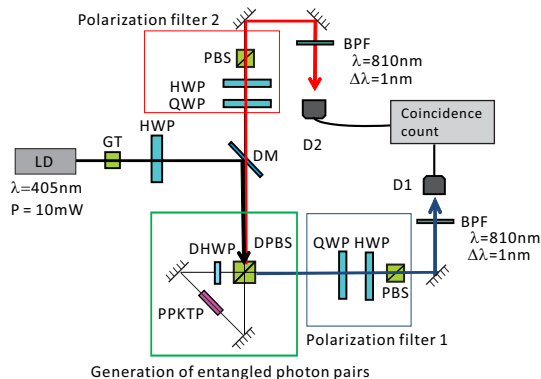 Polarization filter 2
PBS
HWP
QWP
BPF
λ=810nm
Δλ=1nm
D2
Coincidence
count
HWP
GT
LD
λ=405nm
P = 10mW
DM
D1
BPF
λ=810nm
Δλ=1nm
DHWP
DPBS
PPKTP
QWP HWP
PBS
Polarization filter 1
Generation of entangled photon pairs